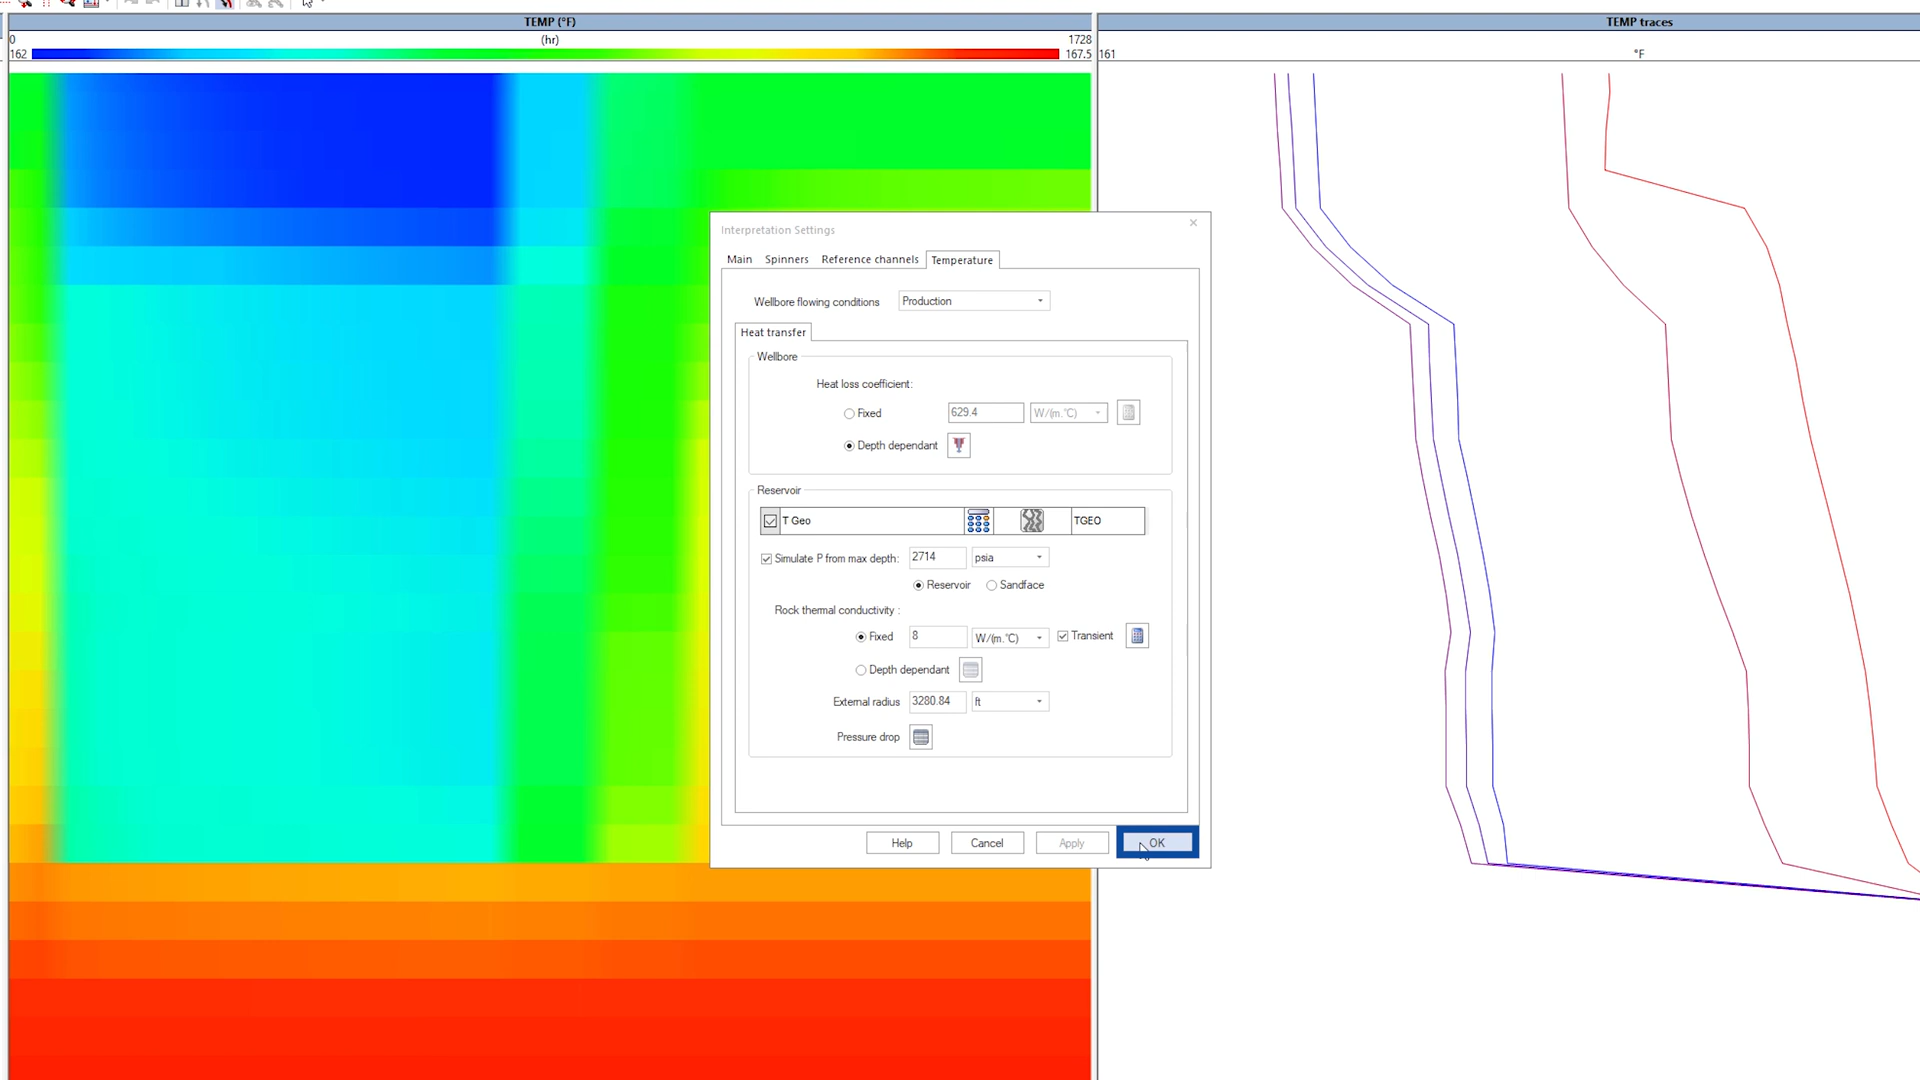 TEMP (°F)
TEMP traces
0
(hr)
1728
162
167.5
161
°F
Interpretation Settings
Main
Spinners
Reference channels
Temperature
Wellbore flowing conditions
Production
Heat transfer
Wellbore
Heat loss coefficient:
Fixed
629.4
W/(m.°C)
Depth dependant
Reservoir
T Geo
TGEO
Simulate P from max depth:
2714
psia
Reservoir
Sandface
Rock thermal conductivity :
Fixed
8
W/(m.°C)
Transient
Depth dependant
External radius
3280.84
ft
Pressure drop
Help
Cancel
Apply
OK